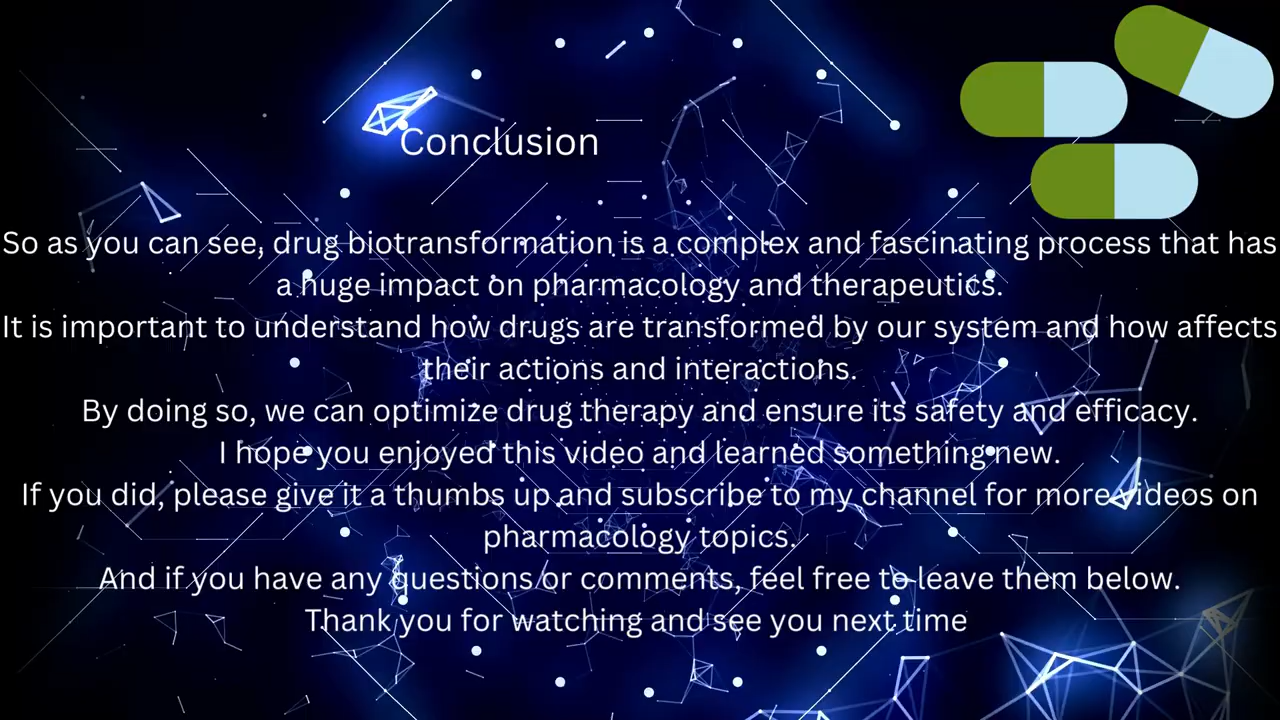 Conclusion
So as you can see, drug biotransformation is a complex and fascinating process that has
a huge impact on pharmacology and therapeutics.
It is important to understand how drugs are transformed by our system and how affects
their actions and interactions.
By doing so, we can optimize drug therapy and ensure its safety and efficacy.
I hope you enjoyed this video and learned something new.
If you did, please give it a thumbs up and subscribe to my channel for more videos on
pharmacology topics.
And if you have any questions or comments, feel free to leave them below.
Thank you for watching and see you next time